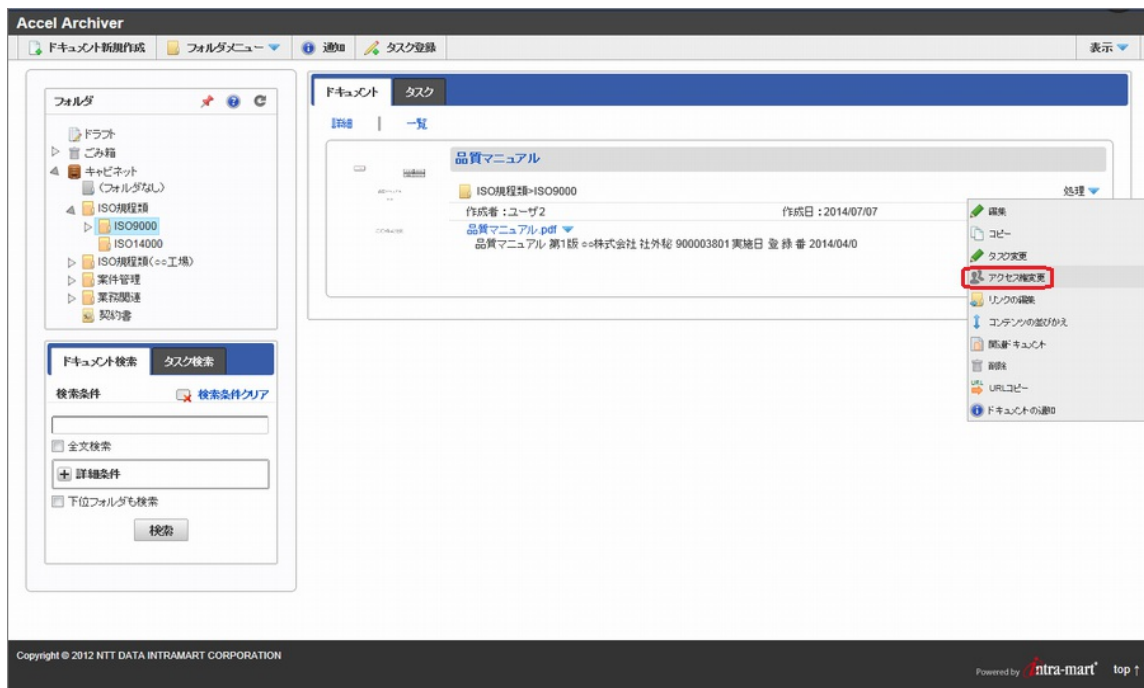 Accel Archiver
ドキュメント新規作成 フォルダメニュー 通知 タスク登録 表示
フォルダ
ドラフト
ごみ箱
キャビネット
(フォルダなし)
ISO規程類
ISO9000
ISO14000
ISO規程類(○○工場)
案件管理
業務関連
契約書
ドキュメント検索 タスク検索
検索条件 検索条件クリア
全文検索
詳細条件
下位フォルダも検索
検索
ドキュメント タスク
詳細 | 一覧
品質マニュアル
ISO規程類>ISO9000 処理
作成者:ユーザ2 作成日:2014/07/07
品質マニュアル.pdf
品質マニュアル 第1版 ○○株式会社 社外秘 900003801 実施日 登 録 番 2014/04/0
編集
コピー
タスク変更
アクセス権変更
リンクの編集
コンテンツの並びかえ
関連ドキュメント
削除
URLコピー
ドキュメントの通知
Copyright © 2012 NTT DATA INTRAMART CORPORATION
Powered by intra-mart top ↑